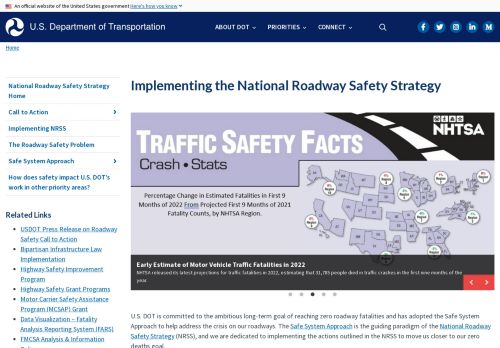 An official website of the United States government Here's how you know
U.S. Department of Transportation
ABOUT DOT
PRIORITIES
CONNECT
Home
National Roadway Safety Strategy
Home
Call to Action
Implementing NRSS
The Roadway Safety Problem
Safe System Approach
How does safety impact U.S. DOT's
work in other priority areas?
Related Links
USDOT Press Release on Roadway
Safety Call to Action
Bipartisan Infrastructure Law
Implementation
Highway Safety Improvement
Program
Highway Safety Grant Programs
Motor Carrier Safety Assistance
Program (MCSAP) Grant
Data Visualization – Fatality
Analysis Reporting System (FARS)
FMCSA Analysis & Information
Implementing the National Roadway Safety Strategy
TRAFFIC SAFETY FACTS
Crash • Stats
NHTSA
Percentage Change in Estimated Fatalities in First 9
Months of 2022 From Projected First 9 Months of 2021
Fatality Counts, by NHTSA Region.
Early Estimate of Motor Vehicle Traffic Fatalities in 2022
NHTSA released its latest projections for traffic fatalities in 2022, estimating that 31,785 people died in traffic crashes in the first nine months of the
year.
U.S. DOT is committed to the ambitious long-term goal of reaching zero roadway fatalities and has adopted the Safe System
Approach to help address the crisis on our roadways. The Safe System Approach is the guiding paradigm of the National Roadway
Safety Strategy (NRSS), and we are dedicated to implementing the actions outlined in the NRSS to move us closer to our zero
deaths goal.